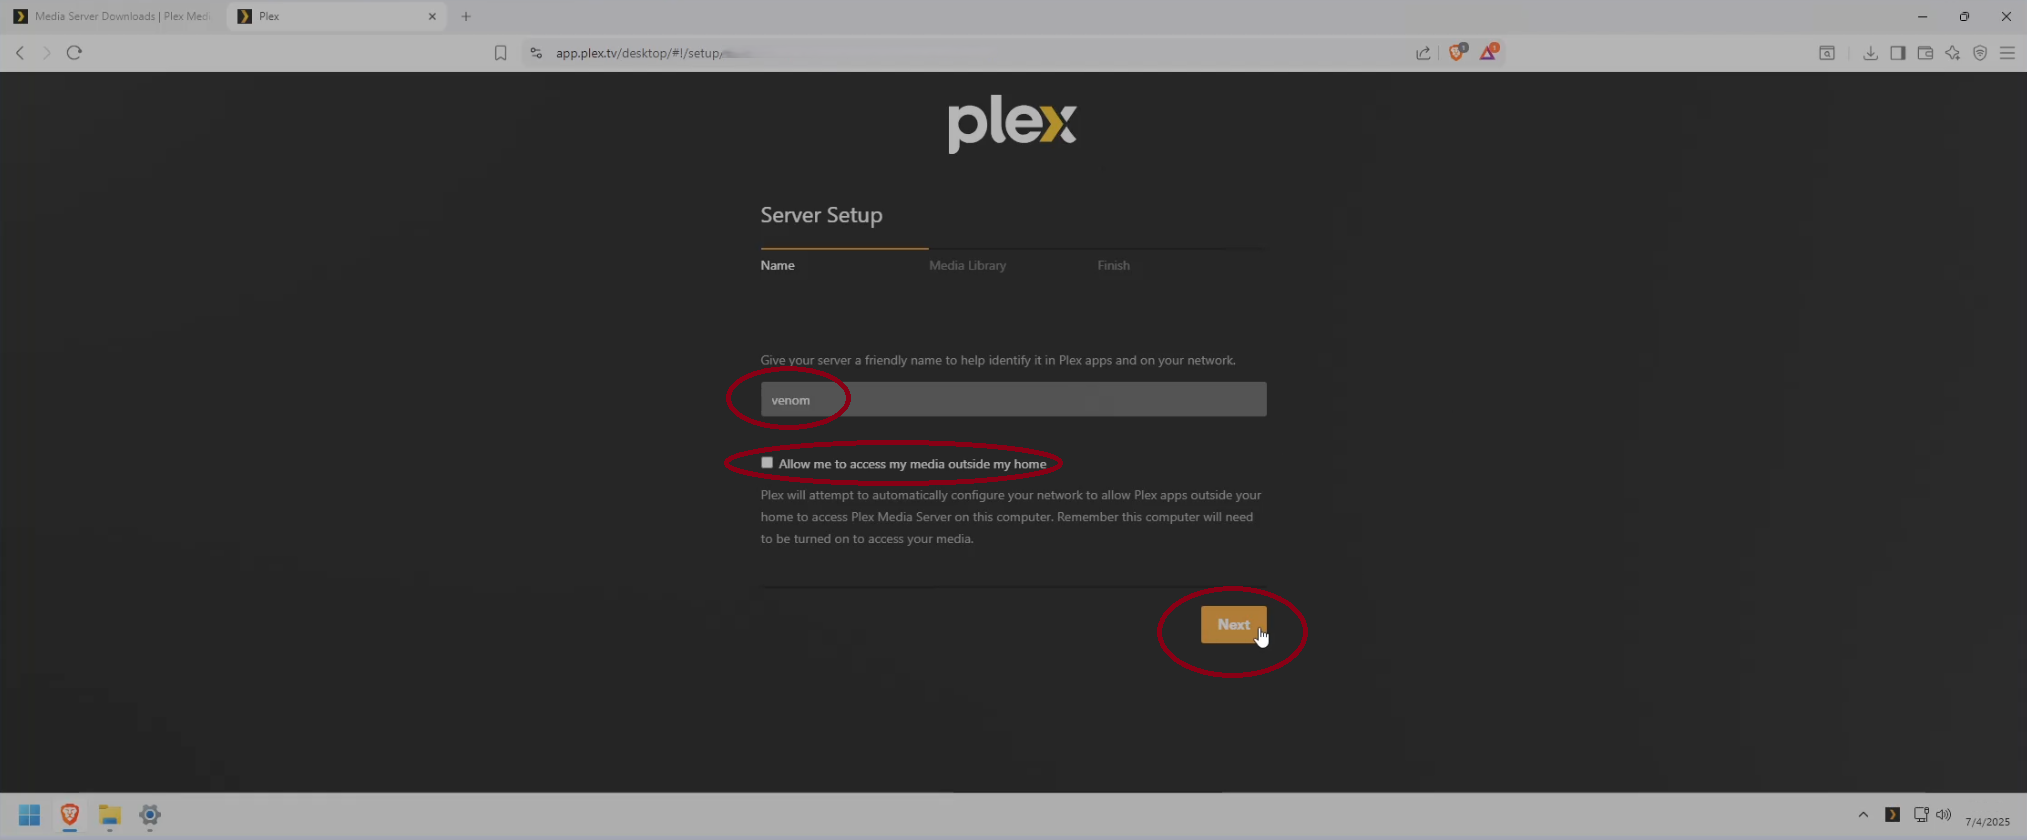 Media Server Downloads | Plex Medi
Plex
app.plex.tv/desktop/#!/setup/
plex
Server Setup
Name
Media Library
Finish
Give your server a friendly name to help identify it in Plex apps and on your network.
venom
Allow me to access my media outside my home
Plex will attempt to automatically configure your network to allow Plex apps outside your
home to access Plex Media Server on this computer. Remember this computer will need
to be turned on to access your media.
Next
7/4/2025